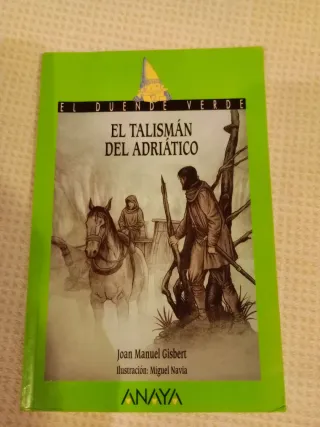 EL DUENDE VERDE
EL TALISMÁN
DEL ADRIÁTICO
Joan Manuel Gisbert
Ilustración: Miguel Navia
ANAYA